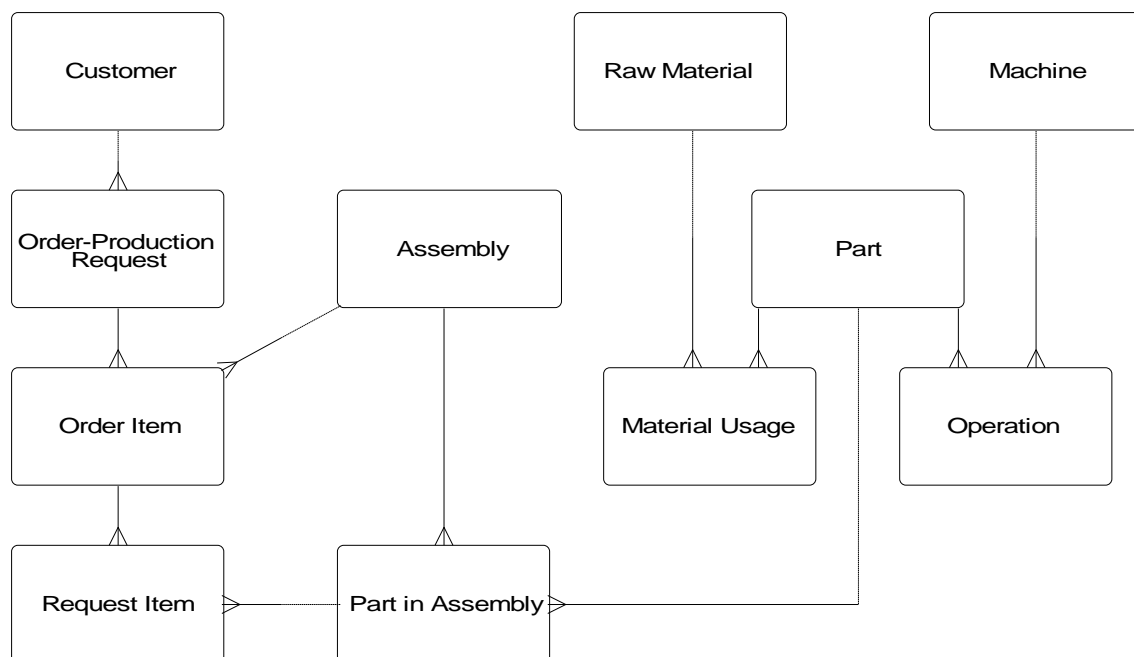 Customer
Raw Material
Machine
Order-Production
Request
Assembly
Part
Order Item
Material Usage
Operation
Request Item
Part in Assembly